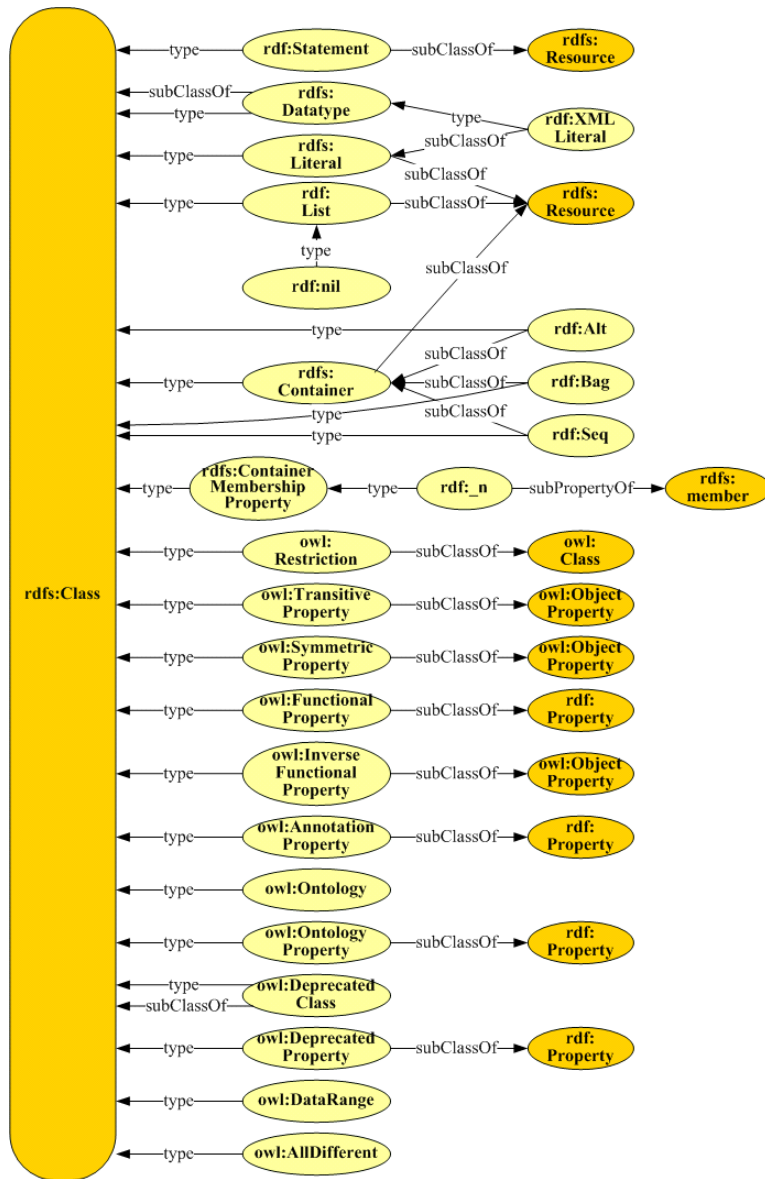 type
rdf:Statement
subClassOf
rdfs:
Resource
subClassOf
type
rdfs:
Datatype
type
rdf:XML
Literal
subClassOf
type
rdfs:
Literal
subClassOf
type
rdf:
List
subClassOf
rdfs:
Resource
type
rdf:nil
subClassOf
type
rdf:Alt
subClassOf
type
rdfs:
Container
subClassOf
rdf:Bag
type
subClassOf
type
rdf:Seq
type
rdfs:Container
Membership
Property
type
rdf:_n
subPropertyOf
rdfs:
member
type
owl:
Restriction
subClassOf
owl:
Class
rdfs:Class
type
owl:Transitive
Property
subClassOf
owl:Object
Property
type
owl:Symmetric
Property
subClassOf
owl:Object
Property
type
owl:Functional
Property
subClassOf
rdf:
Property
type
owl:Inverse
Functional
Property
subClassOf
owl:Object
Property
type
owl:Annotation
Property
subClassOf
rdf:
Property
type
owl:Ontology
type
owl:Ontology
Property
subClassOf
rdf:
Property
type
subClassOf
owl:Deprecated
Class
type
owl:Deprecated
Property
subClassOf
rdf:
Property
type
owl:DataRange
type
owl:AllDifferent